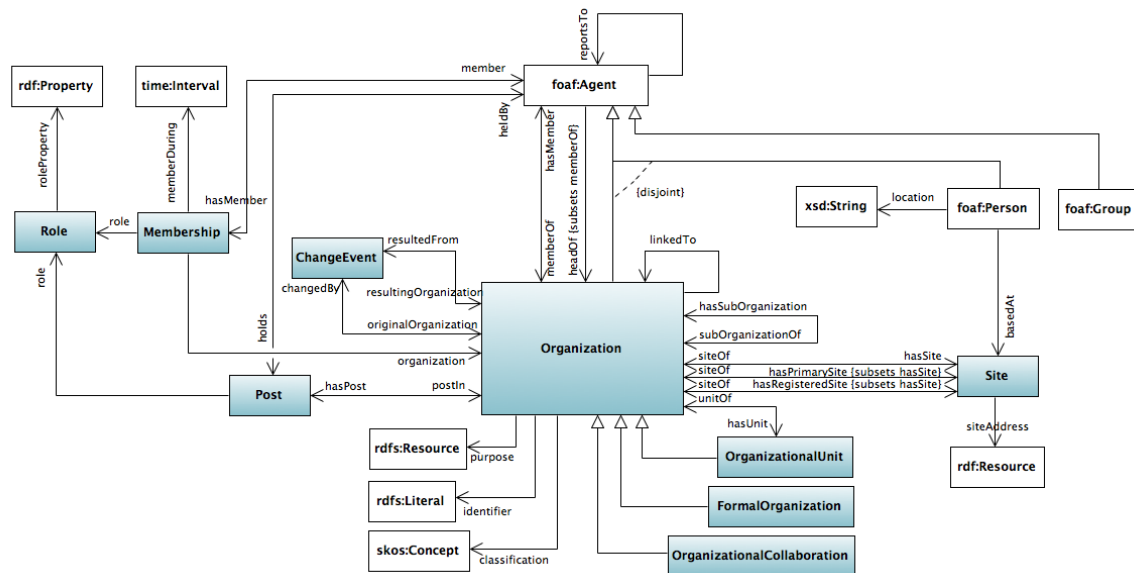 reportsTo
member
rdf:Property
time:Interval
foaf:Agent
heldBy
hasMember
roleProperty
memberDuring
headOf {subsets memberOf}
{disjoint}
hasMember
xsd:String
location
foaf:Person
foaf:Group
Role
role
Membership
memberOf
linkedTo
resultedFrom
ChangeEvent
changedBy
role
resultingOrganization
hasSubOrganization
originalOrganization
subOrganizationOf
basedAt
holds
Organization
organization
siteOf
hasSite
siteOf
hasPrimarySite {subsets hasSite}
siteOf
hasRegisteredSite {subsets hasSite}
Site
Post
hasPost
postIn
unitOf
hasUnit
siteAddress
rdfs:Resource
purpose
OrganizationalUnit
rdf:Resource
rdfs:Literal
identifier
FormalOrganization
skos:Concept
classification
OrganizationalCollaboration